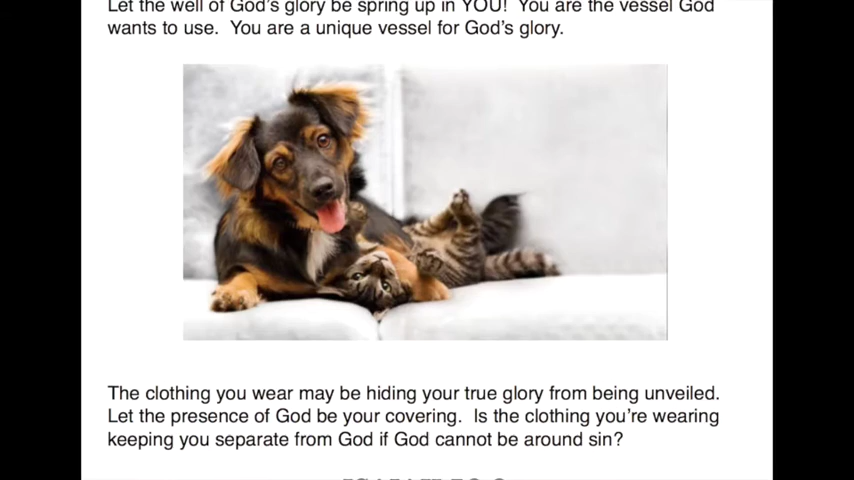 Let the well of God's glory be spring up in YOU!  You are the vessel God
wants to use.  You are a unique vessel for God's glory.
The clothing you wear may be hiding your true glory from being unveiled.
Let the presence of God be your covering.  Is the clothing you're wearing
keeping you separate from God if God cannot be around sin?